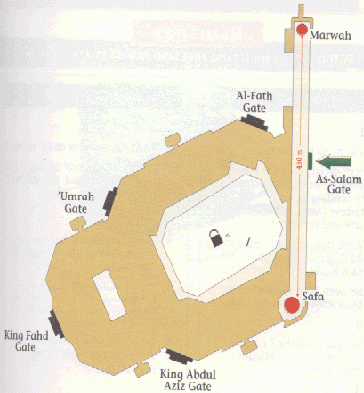 Marwah
Al-Fath
Gate
450 m
As-Salam
Gate
'Umrah
Gate
Safa
King Fahd
Gate
King Abdul
Aziz Gate